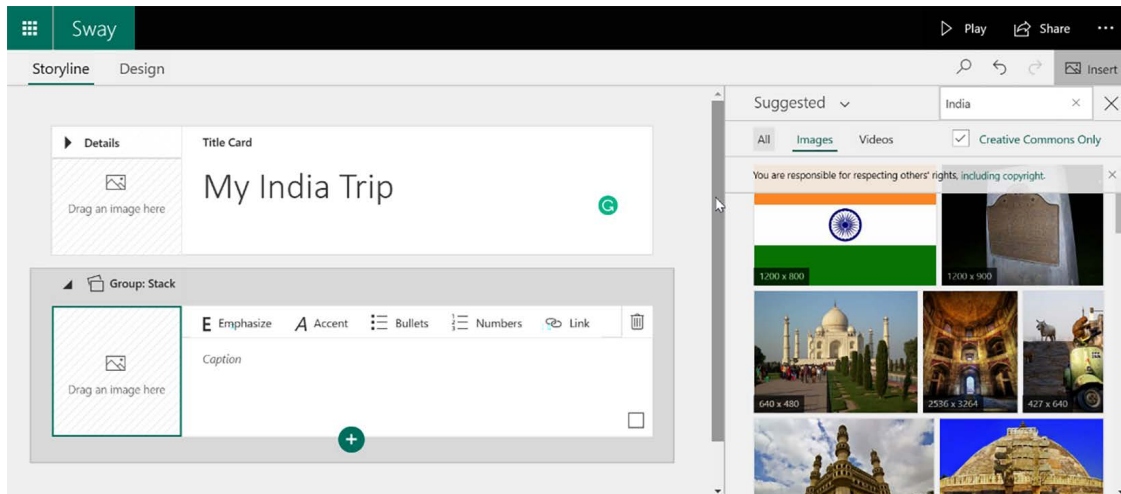 Sway
Play
Share
Storyline
Design
Insert
Suggested
India
All
Images
Videos
Creative Commons Only
You are responsible for respecting others' rights, including copyright.
Details
Title Card
Drag an image here
My India Trip
1200 x 800
1200 x 900
Group: Stack
E Emphasize
A Accent
Bullets
Numbers
Link
Caption
Drag an image here
640 x 480
2536 x 3264
427 x 640